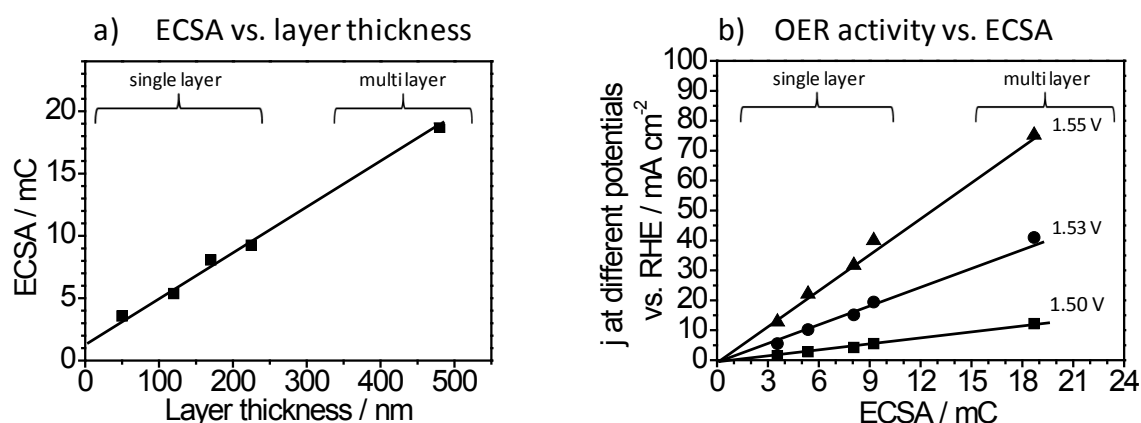 a) ECSA vs. layer thickness
single layer
multi layer
20
15
10
5
0
ECSA / mC
0 100 200 300 400 500
Layer thickness / nm
b) OER activity vs. ECSA
single layer
multi layer
100
90
80
70
60
50
40
30
20
10
0
j at different potentials
vs. RHE / mA cm-2
1.55 V
1.53 V
1.50 V
0 3 6 9 12 15 18 21 24
ECSA / mC